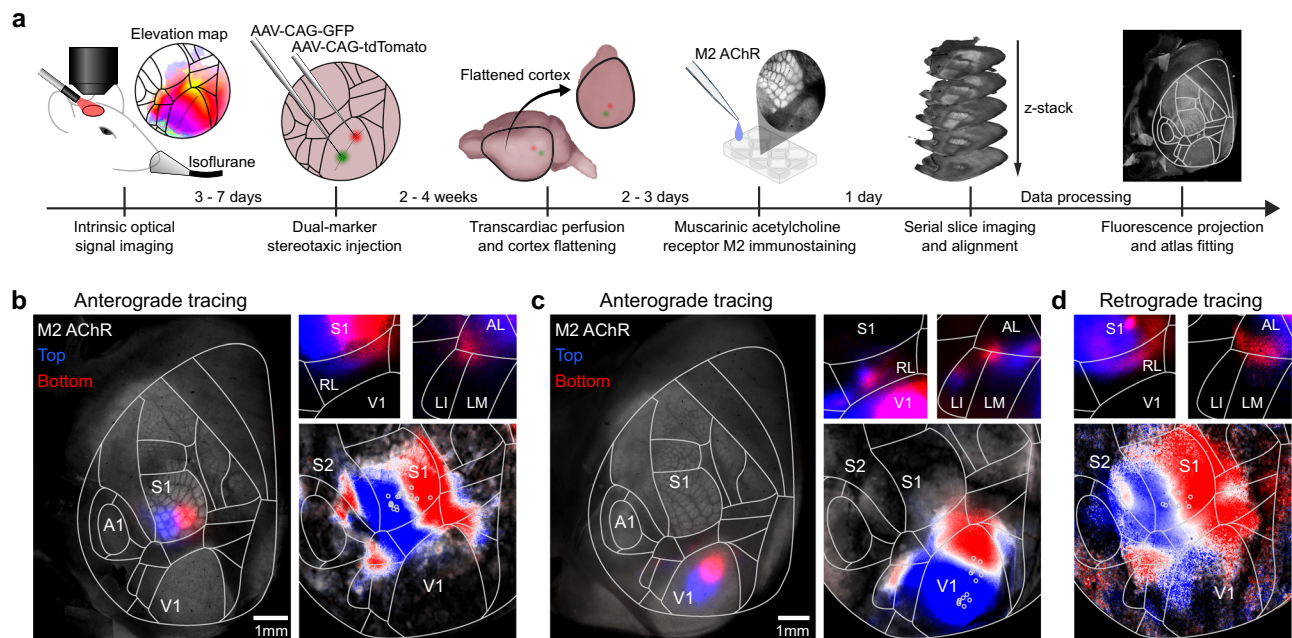 a
Elevation map
Isoflurane
AAV-CAG-GFP
AAV-CAG-tdTomato
Flattened cortex
M2 AChR
z-stack
3 - 7 days
2 - 4 weeks
2 - 3 days
1 day
Data processing
Intrinsic optical
signal imaging
Dual-marker
stereotaxic injection
Transcardiac perfusion
and cortex flattening
Muscarinic acetylcholine
receptor M2 immunostaining
Serial slice imaging
and alignment
Fluorescence projection
and atlas fitting
b
Anterograde tracing
M2 AChR
Top
Bottom
S1
A1
V1
1mm
S1
RL
V1
AL
LI
LM
S2
S1
V1
c
Anterograde tracing
M2 AChR
Top
Bottom
S1
A1
V1
1mm
S1
RL
V1
AL
LI
LM
S2
S1
V1
d
Retrograde tracing
S1
RL
V1
AL
LI
LM
S2
S1
V1